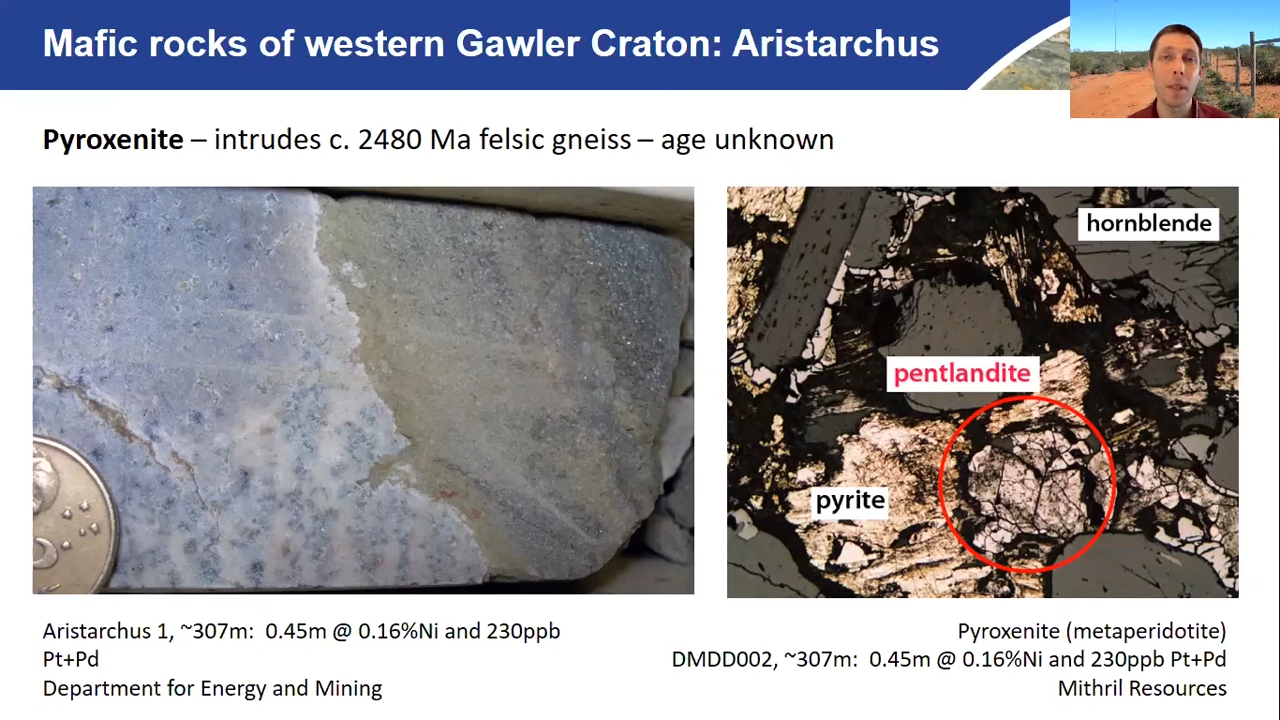 Mafic rocks of western Gawler Craton: Aristarchus
Pyroxenite – intrudes c. 2480 Ma felsic gneiss – age unknown
hornblende
pentlandite
pyrite
Aristarchus 1, ~307m:  0.45m @ 0.16%Ni and 230ppb
Pt+Pd
Department for Energy and Mining
Pyroxenite (metaperidotite)
DMDD002, ~307m:  0.45m @ 0.16%Ni and 230ppb Pt+Pd
Mithril Resources